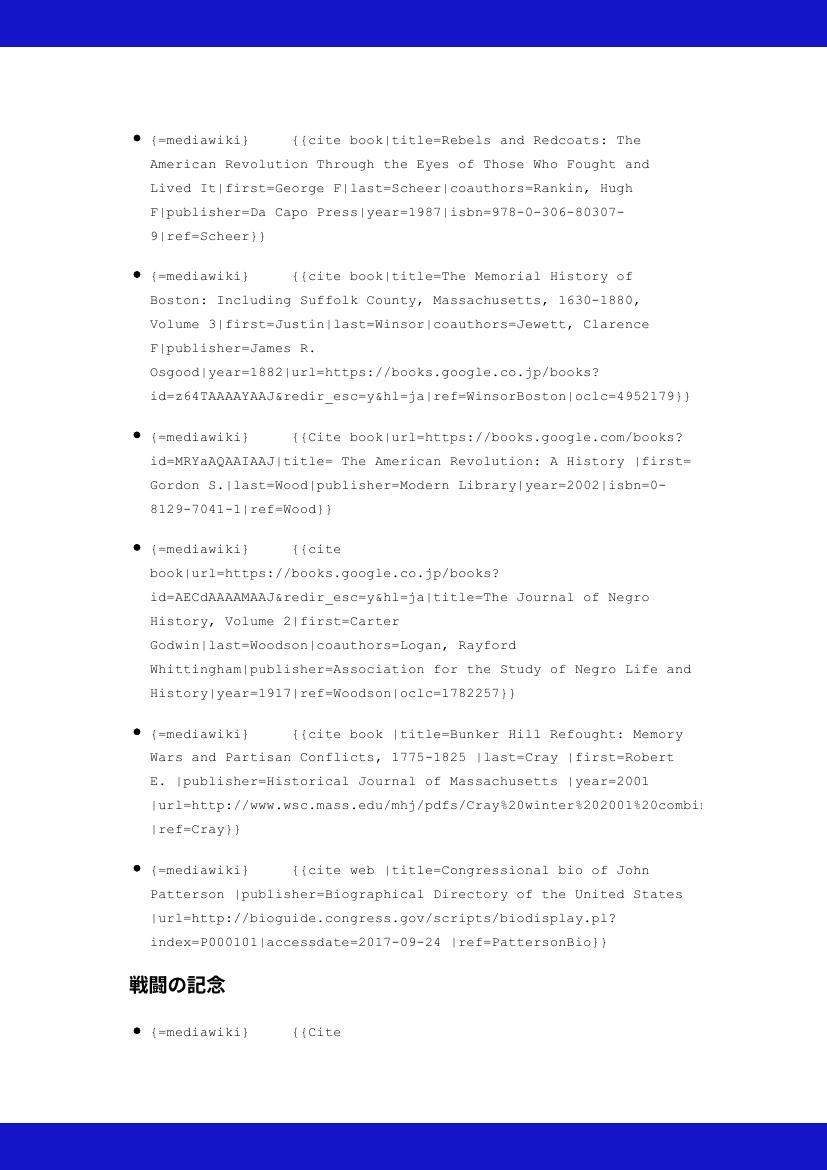 • {=mediawiki} {{cite book|title=Rebels and Redcoats: The
American Revolution Through the Eyes of Those Who Fought and
Lived It|first=George F|last=Scheer|coauthors=Rankin, Hugh
F|publisher=Da Capo Press|year=1987|isbn=978-0-306-80307-
9|ref=Scheer}}
• {=mediawiki} {{cite book|title=The Memorial History of
Boston: Including Suffolk County, Massachusetts, 1630-1880,
Volume 3|first=Justin|last=Winsor|coauthors=Jewett, Clarence
F|publisher=James R.
Osgood|year=1882|url=https://books.google.co.jp/books?
id=z64TAAAAYAAJ&redir_esc=y&hl=ja|ref=WinsorBoston|oclc=4952179}}
• {=mediawiki} {{Cite book|url=https://books.google.com/books?
id=MRYaAQAAIAAJ|title= The American Revolution: A History |first=
Gordon S.|last=Wood|publisher=Modern Library|year=2002|isbn=0-
8129-7041-1|ref=Wood}}
• {=mediawiki} {{cite
book|url=https://books.google.co.jp/books?
id=AECdAAAAMAAJ&redir_esc=y&hl=ja|title=The Journal of Negro
History, Volume 2|first=Carter
Godwin|last=Woodson|coauthors=Logan, Rayford
Whittingham|publisher=Association for the Study of Negro Life and
History|year=1917|ref=Woodson|oclc=1782257}}
• {=mediawiki} {{cite book |title=Bunker Hill Refought: Memory
Wars and Partisan Conflicts, 1775-1825 |last=Cray |first=Robert
E. |publisher=Historical Journal of Massachusetts |year=2001
|url=http://www.wsc.mass.edu/mhj/pdfs/Cray%20winter%202001%20combi
|ref=Cray}}
• {=mediawiki} {{cite web |title=Congressional bio of John
Patterson |publisher=Biographical Directory of the United States
|url=http://bioguide.congress.gov/scripts/biodisplay.pl?
index=P000101|accessdate=2017-09-24 |ref=PattersonBio}}
戦闘の記念
• {=mediawiki} {{Cite